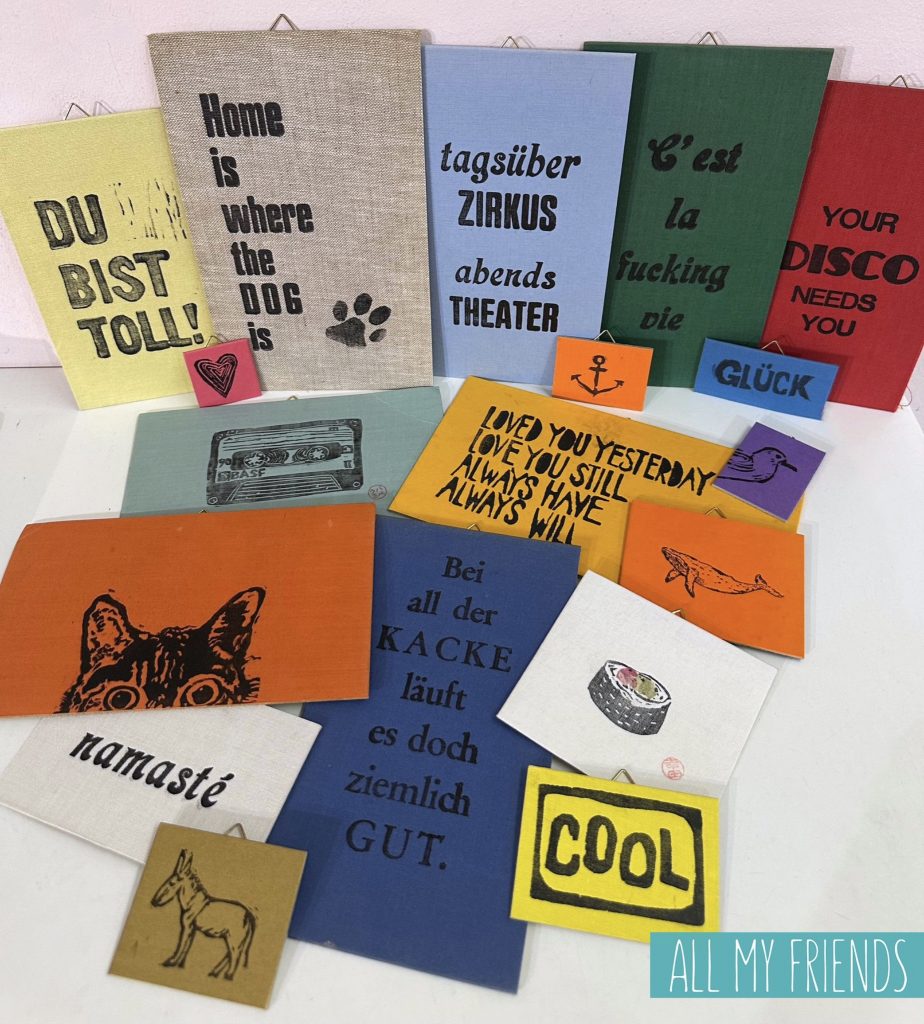 DU
BIST
TOLL!
Home
is
where
the
DOG
is
tagsüber
ZIRKUS
abends
THEATER
C'est
la
fucking
vie
YOUR
DISCO
NEEDS
YOU
GLÜCK
90
BASF
LOVED YOU YESTERDAY
LOVE YOU STILL
ALWAYS HAVE
ALWAYS WILL
Bei
all der
KACKE
läuft
es doch
ziemlich
GUT.
namasté
COOL
ALL MY FRIENDS